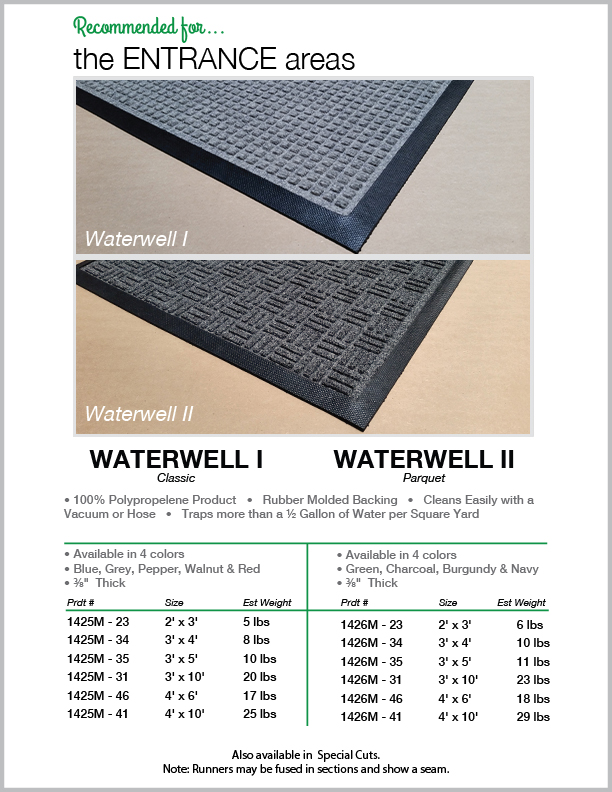 Recommended for...
the ENTRANCE areas
Waterwell I
Waterwell II
WATERWELL I
Classic
WATERWELL II
Parquet
• 100% Polypropelene Product • Rubber Molded Backing • Cleans Easily with a
Vacuum or Hose • Traps more than a ½ Gallon of Water per Square Yard
• Available in 4 colors
• Blue, Grey, Pepper, Walnut & Red
• ⅜" Thick
Prdt # Size Est Weight
1425M - 23 2' x 3' 5 lbs
1425M - 34 3' x 4' 8 lbs
1425M - 35 3' x 5' 10 lbs
1425M - 31 3' x 10' 20 lbs
1425M - 46 4' x 6' 17 lbs
1425M - 41 4' x 10' 25 lbs
• Available in 4 colors
• Green, Charcoal, Burgundy & Navy
• ⅜" Thick
Prdt # Size Est Weight
1426M - 23 2' x 3' 6 lbs
1426M - 34 3' x 4' 10 lbs
1426M - 35 3' x 5' 11 lbs
1426M - 31 3' x 10' 23 lbs
1426M - 46 4' x 6' 18 lbs
1426M - 41 4' x 10' 29 lbs
Also available in Special Cuts.
Note: Runners may be fused in sections and show a seam.